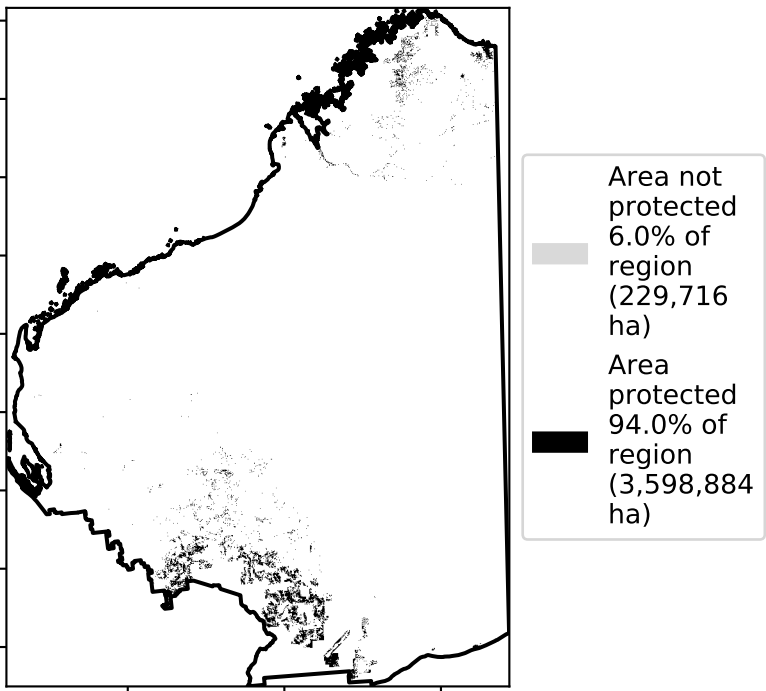 Area not
protected
6.0% of
region
(229,716
ha)
Area
protected
94.0% of
region
(3,598,884
ha)